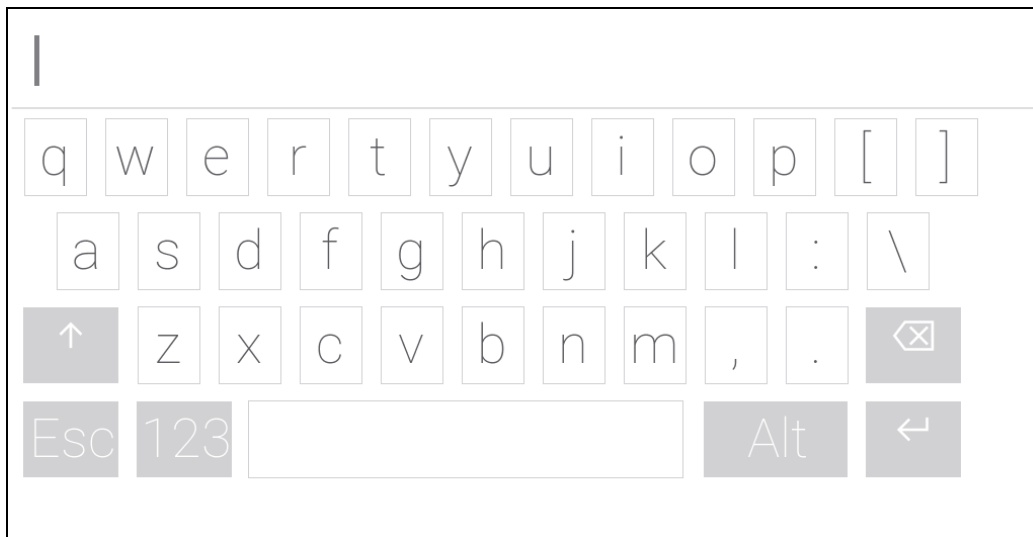 q w e r t y u i o p [ ]
a s d f g h j k l : \
↑ z x c v b n m , . ⌫
Esc 123 Alt ↵